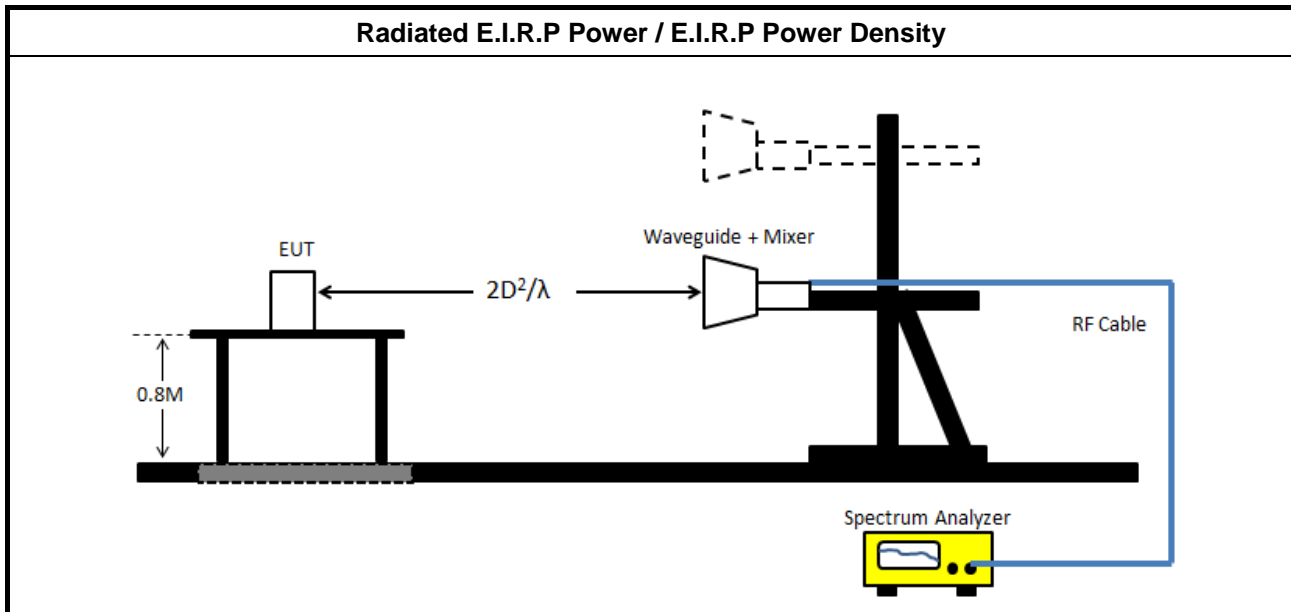 Radiated E.I.R.P Power / E.I.R.P Power Density
Waveguide + Mixer
EUT
2D²/λ
RF Cable
0.8M
Spectrum Analyzer